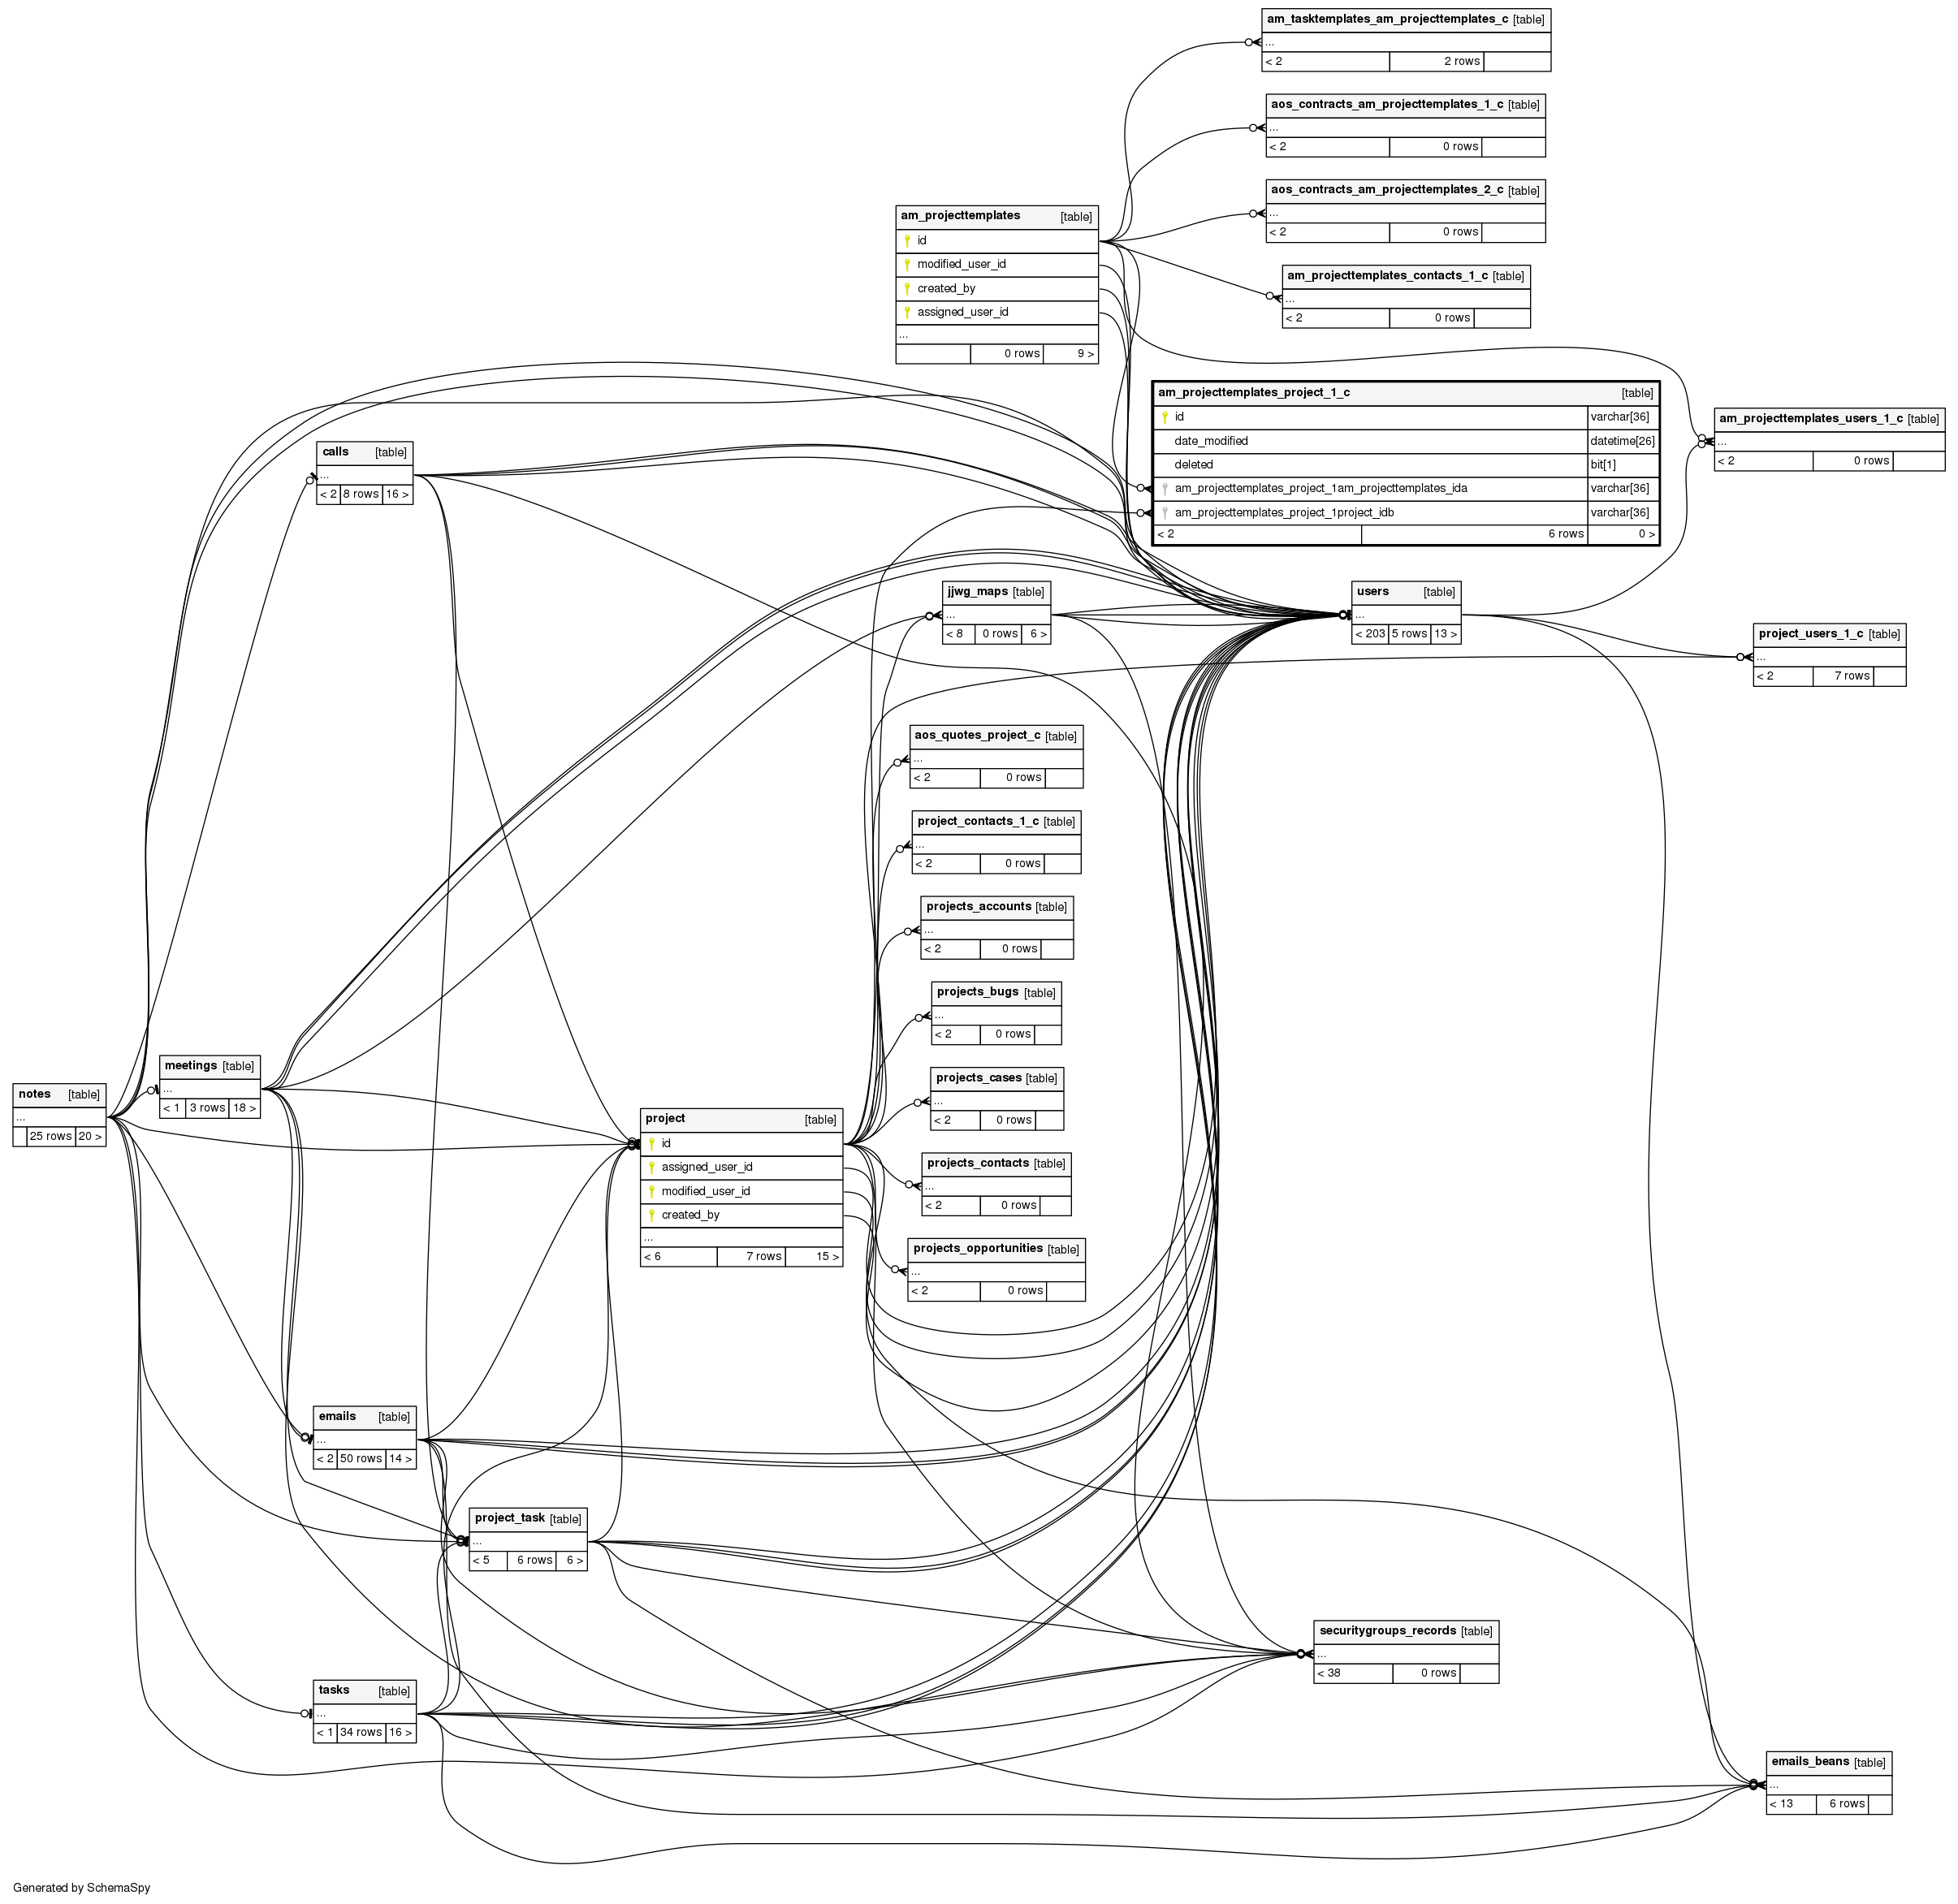 am_tasktemplates_am_projecttemplates_c [table]
...
< 2 2 rows
aos_contracts_am_projecttemplates_1_c [table]
...
< 2 0 rows
aos_contracts_am_projecttemplates_2_c [table]
...
< 2 0 rows
am_projecttemplates [table]
id
modified_user_id
created_by
assigned_user_id
...
0 rows 9 >
am_projecttemplates_contacts_1_c [table]
...
< 2 0 rows
am_projecttemplates_project_1_c [table]
id varchar[36]
date_modified datetime[26]
deleted bit[1]
am_projecttemplates_project_1am_projecttemplates_ida varchar[36]
am_projecttemplates_project_1project_idb varchar[36]
< 2 6 rows 0 >
am_projecttemplates_users_1_c [table]
...
< 2 0 rows
calls [table]
...
< 2 8 rows 16 >
jjwg_maps [table]
...
< 8 0 rows 6 >
users [table]
...
< 203 5 rows 13 >
project_users_1_c [table]
...
< 2 7 rows
aos_quotes_project_c [table]
...
< 2 0 rows
project_contacts_1_c [table]
...
< 2 0 rows
projects_accounts [table]
...
< 2 0 rows
projects_bugs [table]
...
< 2 0 rows
meetings [table]
...
< 1 3 rows 18 >
notes [table]
...
25 rows 20 >
projects_cases [table]
...
< 2 0 rows
project [table]
id
assigned_user_id
modified_user_id
created_by
...
< 6 7 rows 15 >
projects_contacts [table]
...
< 2 0 rows
projects_opportunities [table]
...
< 2 0 rows
emails [table]
...
< 2 50 rows 14 >
project_task [table]
...
< 5 6 rows 6 >
securitygroups_records [table]
...
< 38 0 rows
tasks [table]
...
< 1 34 rows 16 >
emails_beans [table]
...
< 13 6 rows
Generated by SchemaSpy